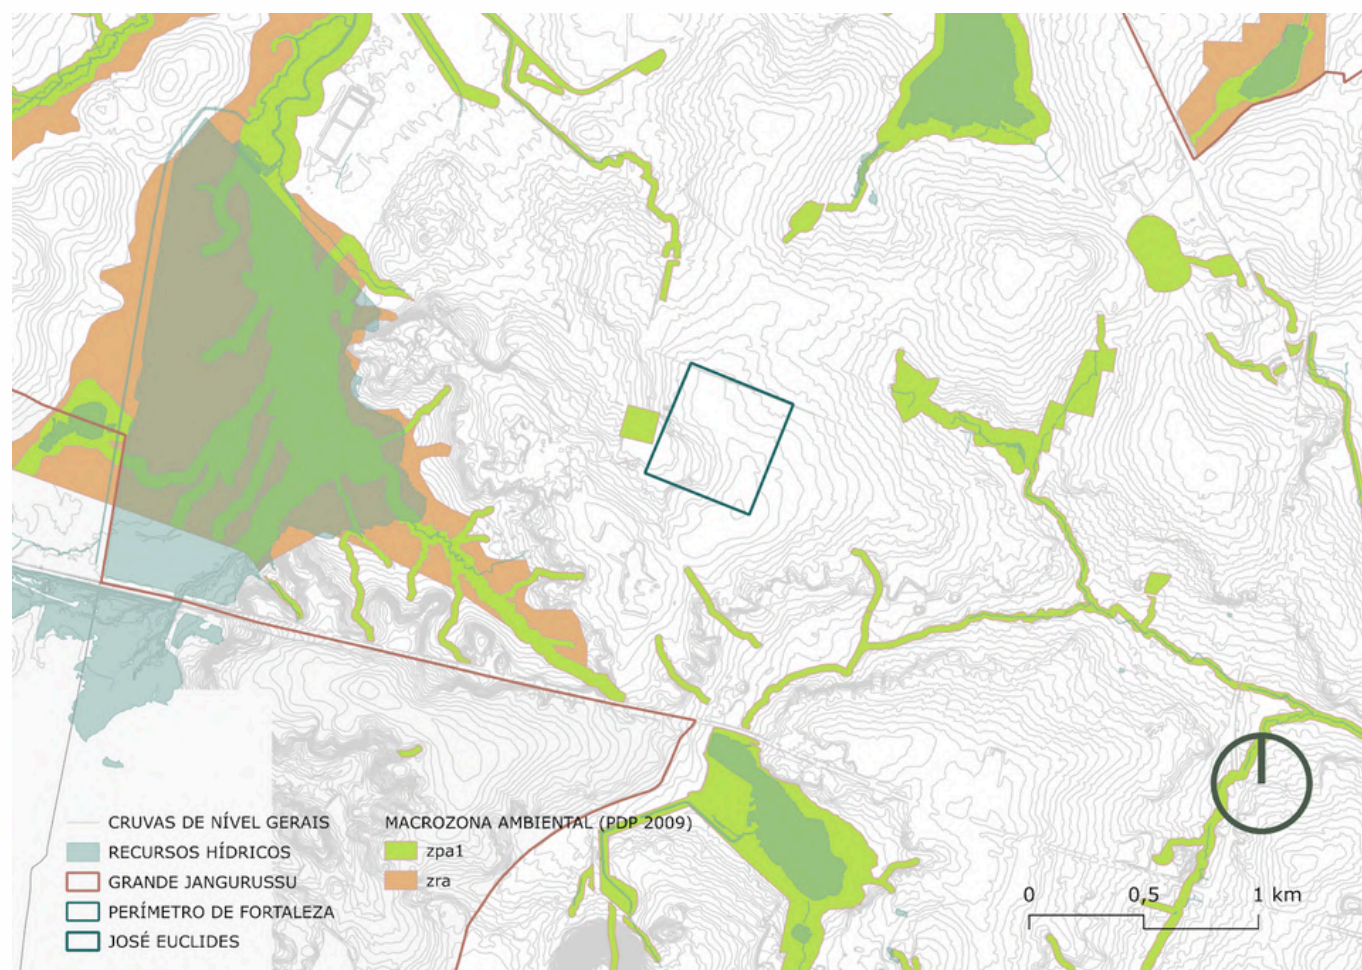 CRUVAS DE NÍVEL GERAIS
RECURSOS HÍDRICOS
GRANDE JANGURUSSU
PERÍMETRO DE FORTALEZA
JOSÉ EUCLIDES
MACROZONA AMBIENTAL (PDP 2009)
zpa1
zra
0 0,5 1 km